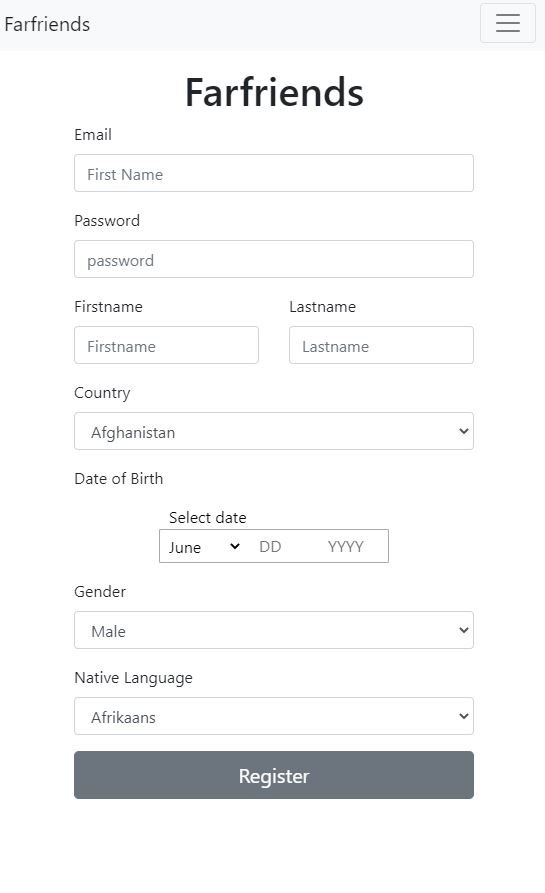 Farfriends
Farfriends
Email
First Name
Password
password
Firstname Lastname
Firstname Lastname
Country
Afghanistan
Date of Birth
Select date
June DD YYYY
Gender
Male
Native Language
Afrikaans
Register